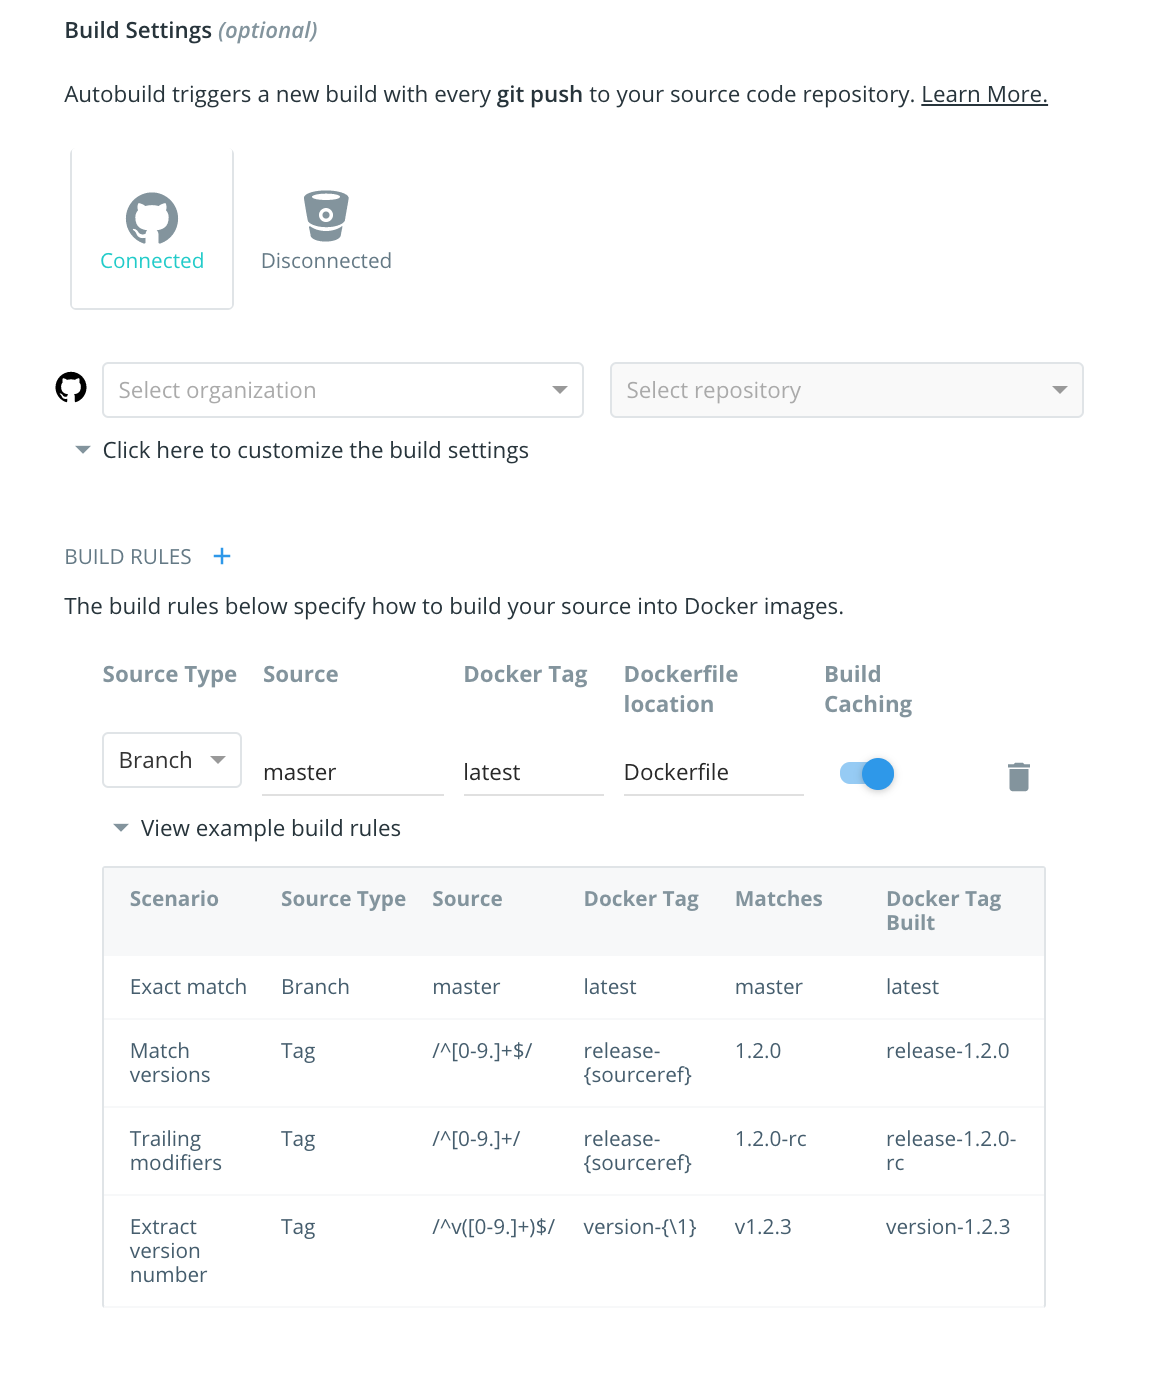 Build Settings (optional)
Autobuild triggers a new build with every git push to your source code repository. Learn More.
Connected
Disconnected
Select organization
Select repository
Click here to customize the build settings
BUILD RULES +
The build rules below specify how to build your source into Docker images.
Source Type Source Docker Tag Dockerfile location Build Caching
Branch master latest Dockerfile
View example build rules
Scenario Source Type Source Docker Tag Matches Docker Tag Built
Exact match Branch master latest master latest
Match versions Tag /^[0-9.]+$/ release-{sourceref} 1.2.0 release-1.2.0
Trailing modifiers Tag /^[0-9.]+/ release-{sourceref} 1.2.0-rc release-1.2.0-rc
Extract version number Tag /^v([0-9.]+)$/ version-{\1} v1.2.3 version-1.2.3